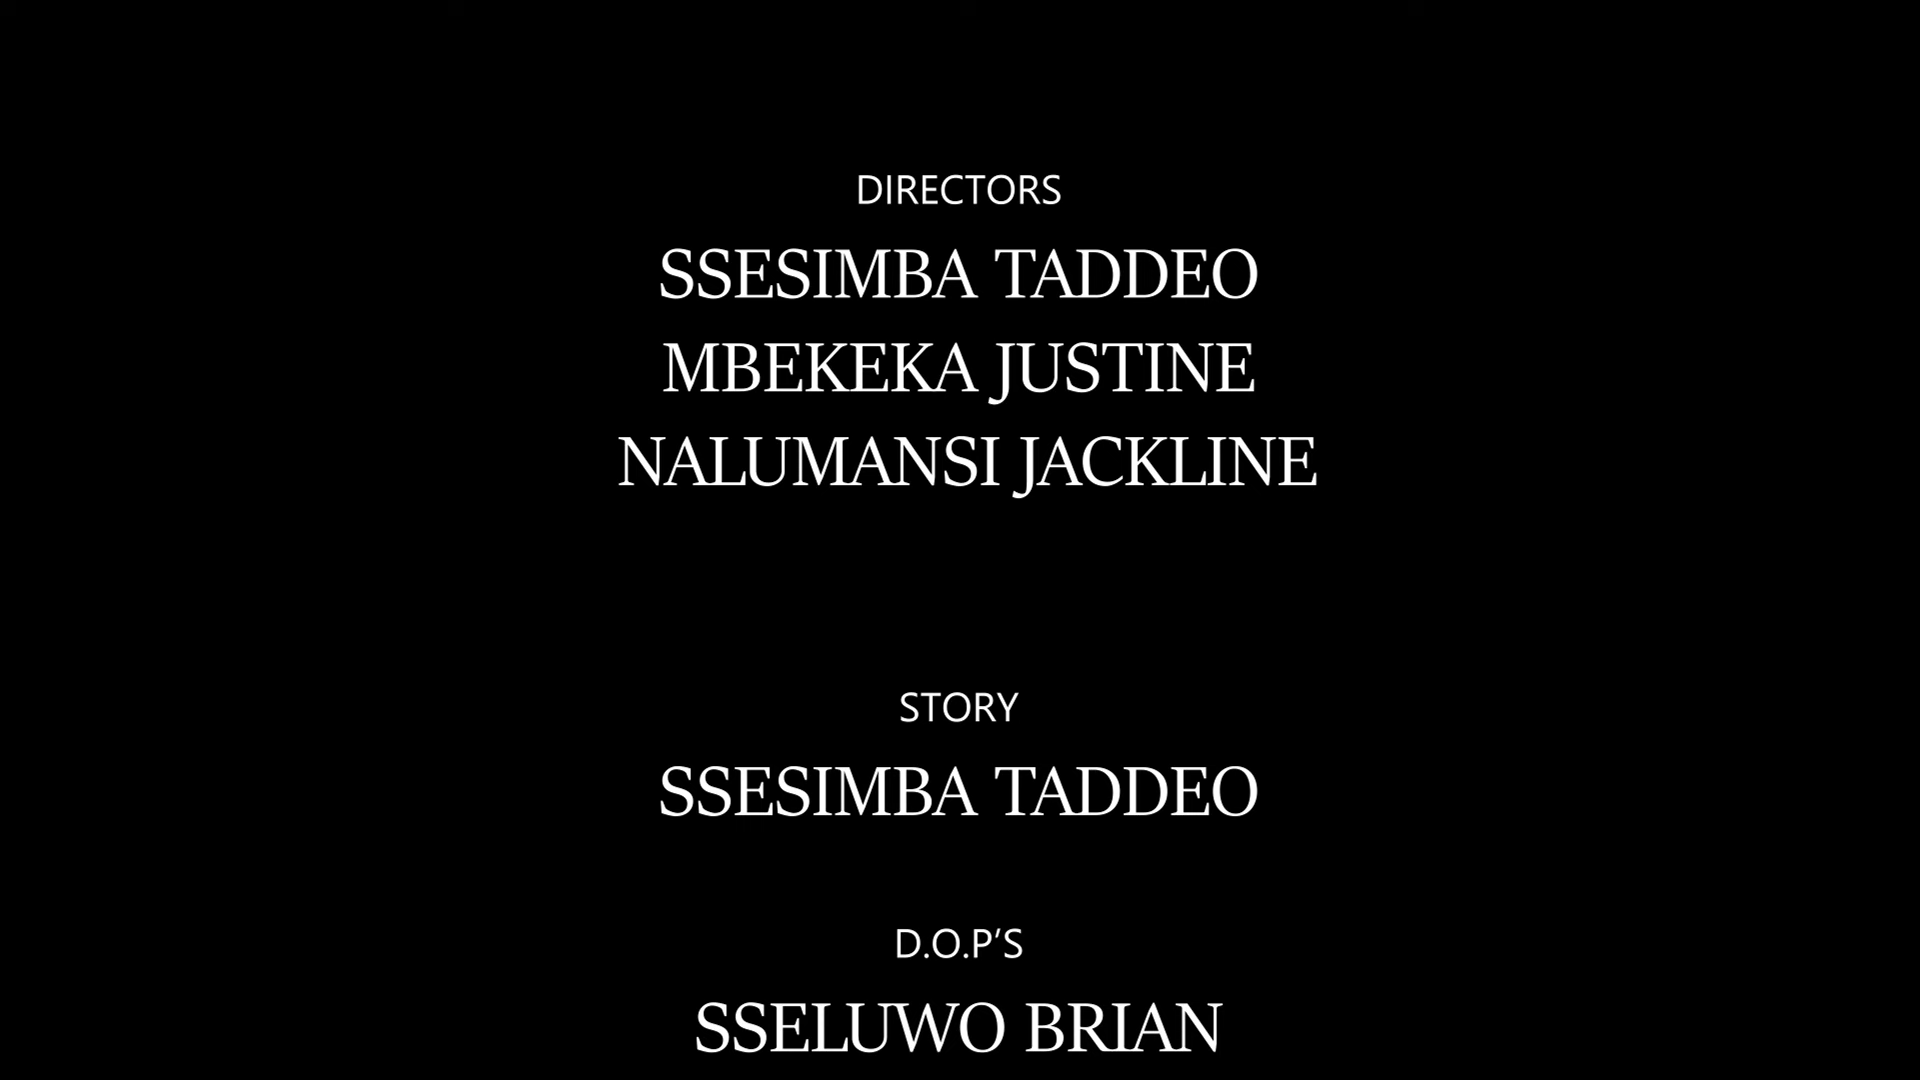 DIRECTORS
SSESIMBA TADDEO
MBEKEKA JUSTINE
NALUMANSI JACKLINE
STORY
SSESIMBA TADDEO
D.O.P’S
SSELUWO BRIAN